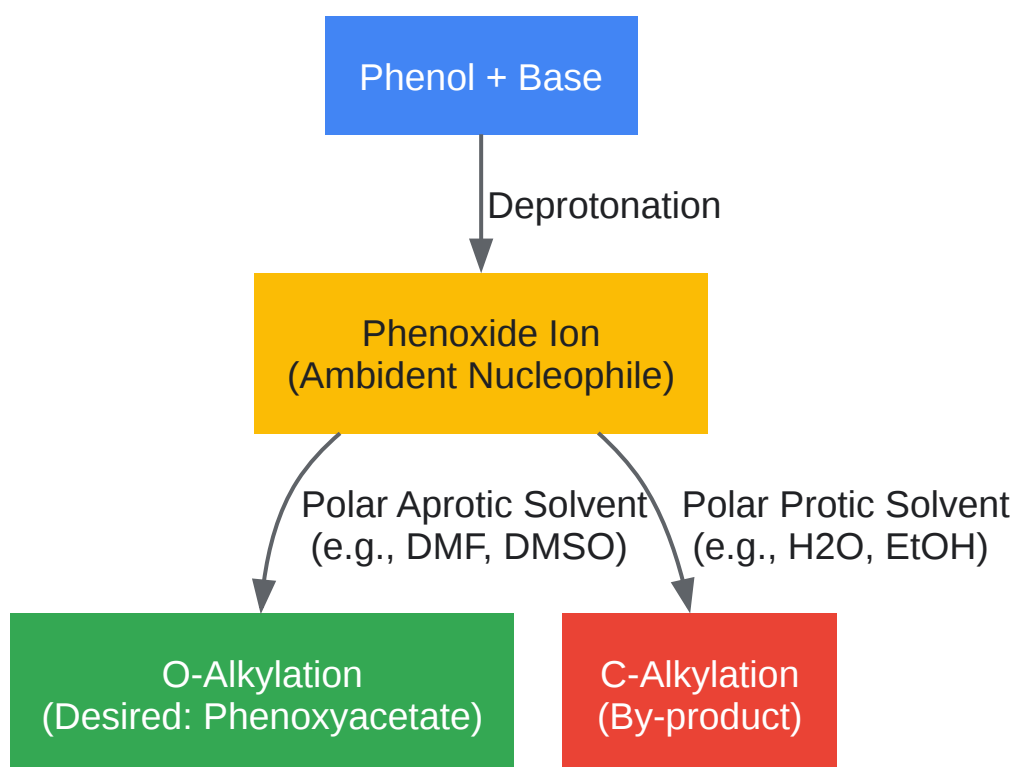 Phenol + Base
Deprotonation
Phenoxide Ion
(Ambident Nucleophile)
Polar Aprotic Solvent
(e.g., DMF, DMSO)
Polar Protic Solvent
(e.g., H2O, EtOH)
O-Alkylation
(Desired: Phenoxyacetate)
C-Alkylation
(By-product)